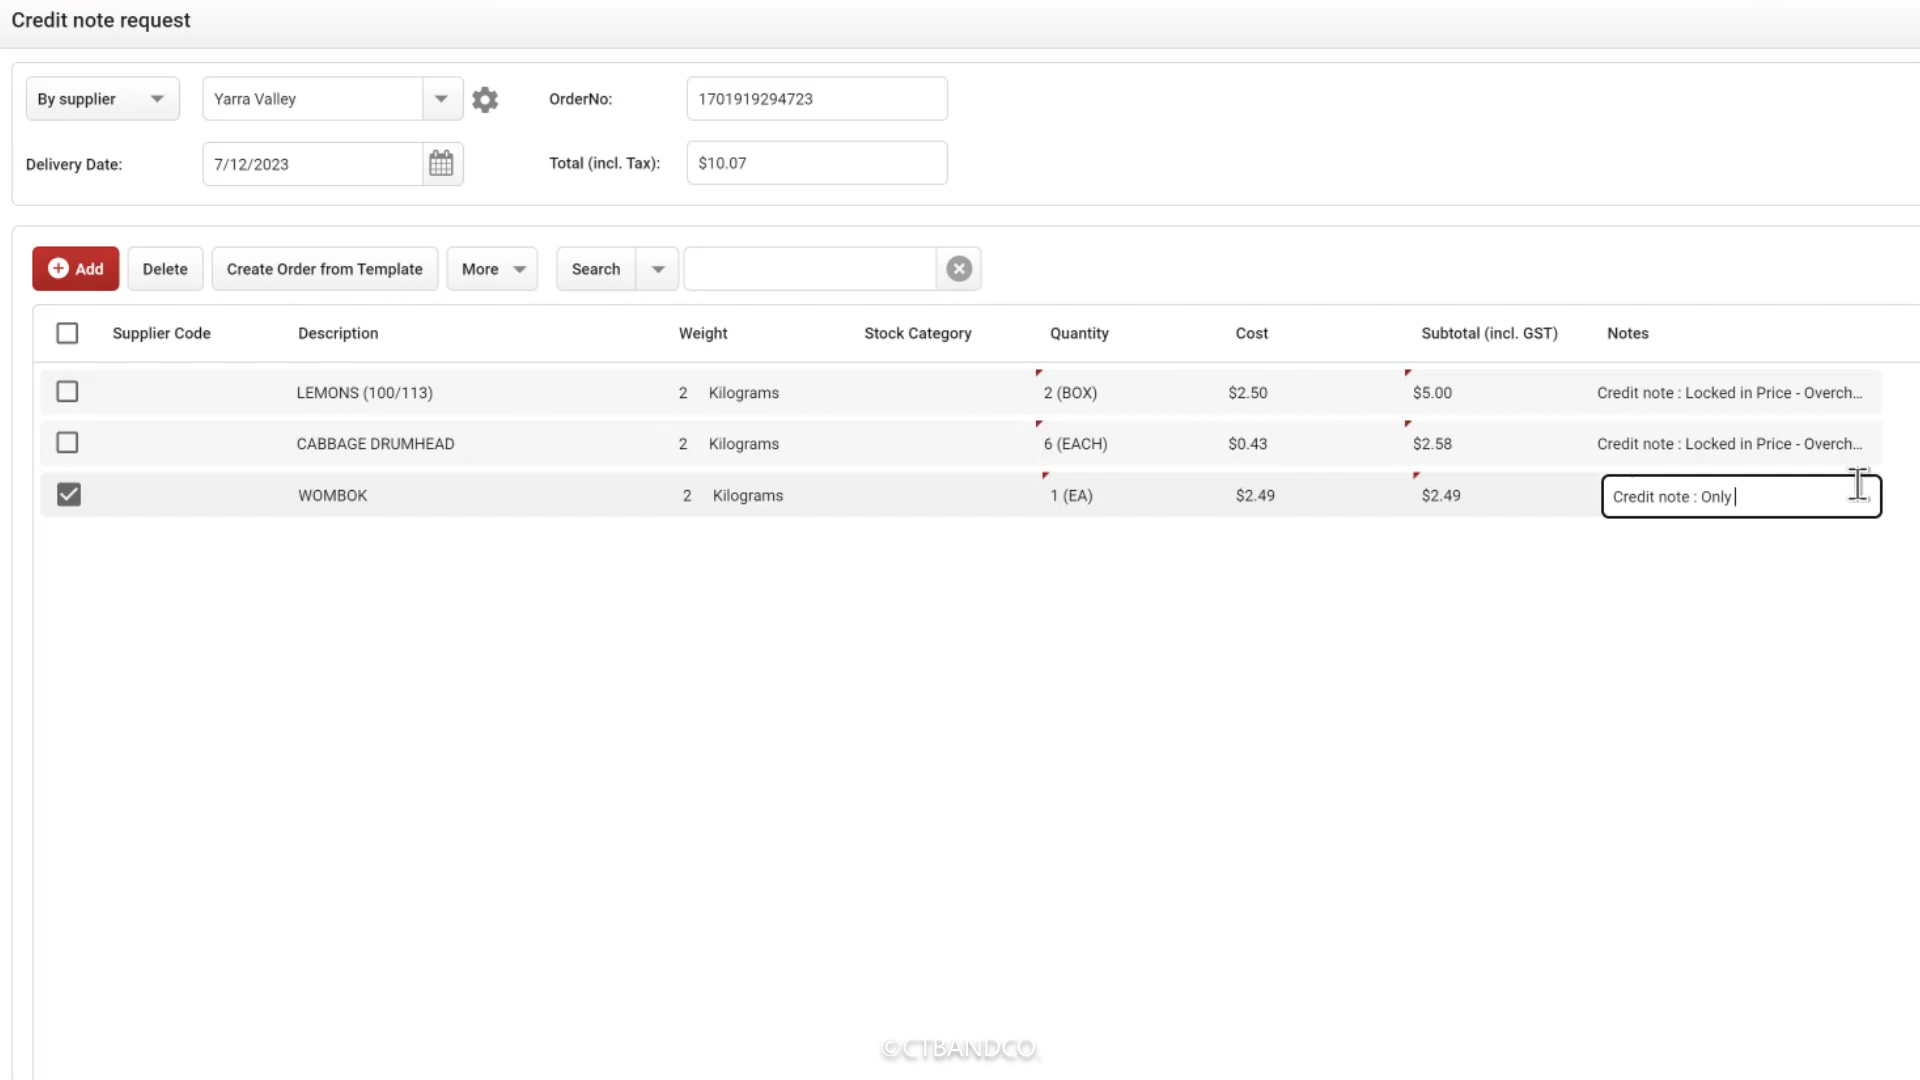 Credit note request
By supplier Yarra Valley OrderNo: 1701919294723
Delivery Date: 7/12/2023 Total (incl. Tax): $10.07
Add Delete Create Order from Template More Search
Supplier Code Description Weight Stock Category Quantity Cost Subtotal (incl. GST) Notes
LEMONS (100/113) 2 Kilograms 2 (BOX) $2.50 $5.00 Credit note : Locked in Price - Overch...
CABBAGE DRUMHEAD 2 Kilograms 6 (EACH) $0.43 $2.58 Credit note : Locked in Price - Overch...
WOMBOK 2 Kilograms 1 (EA) $2.49 $2.49 Credit note : Only
©CTBANDCO.